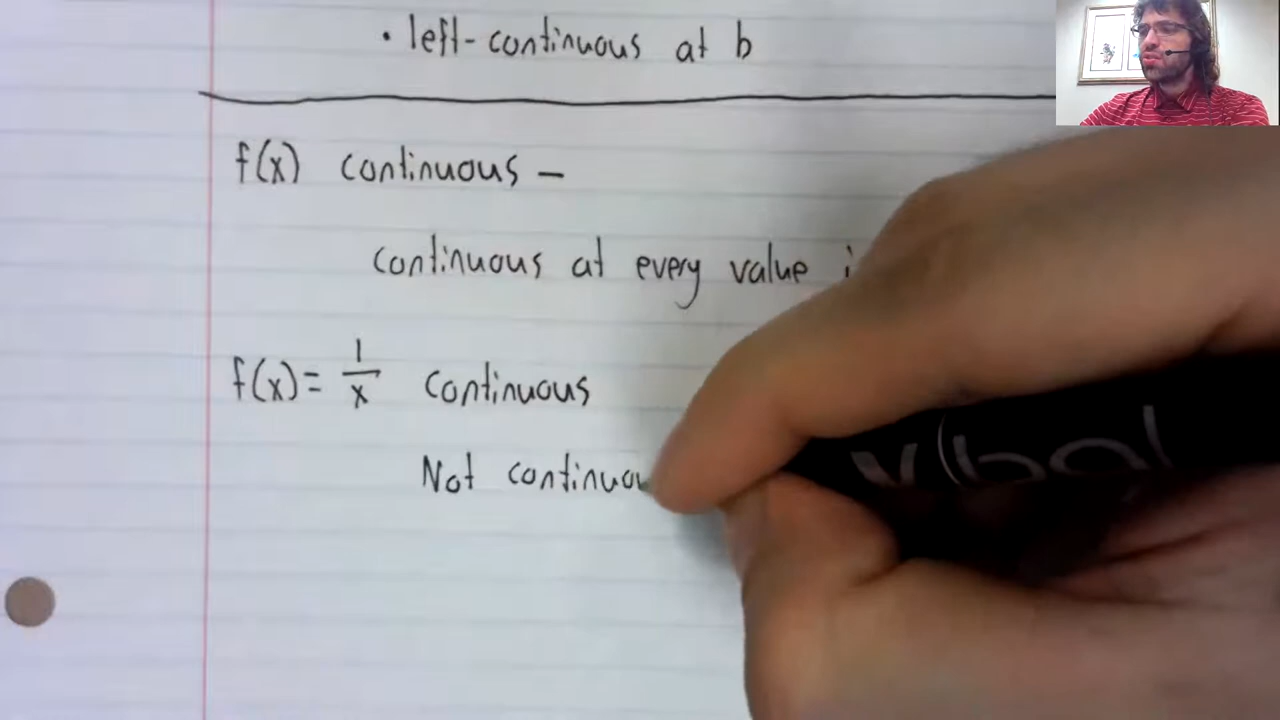 • left-continuous at b
f(x) continuous –
continuous at every value
f(x) = 1/x continuous
Not